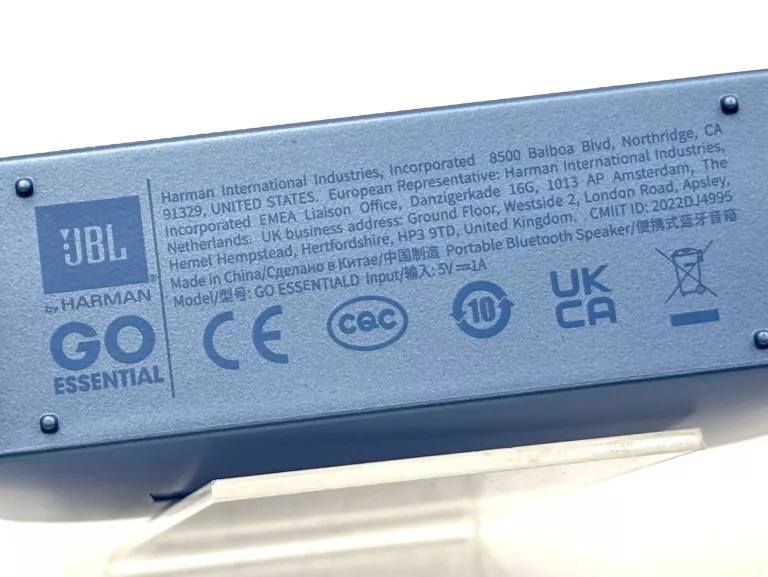 JBL
by HARMAN
GO
ESSENTIAL
Harman International Industries, Incorporated 8500 Balboa Blvd, Northridge, CA
91329, UNITED STATES. European Representative: Harman International Industries,
Incorporated EMEA Liaison Office, Danzigerkade 16G, 1013 AP Amsterdam, The
Netherlands. UK business address: Ground Floor, Westside 2, London Road, Apsley,
Hemel Hempstead, Hertfordshire, HP3 9TD, United Kingdom. CMIIT ID: 2022DJ4995
Made in China/Сделано в Китае/中国制造 Portable Bluetooth Speaker/便携式蓝牙音箱
Model/型号: GO ESSENTIALD Input/输入: 5V⎓1A
CE
CQC
10
UK
CA